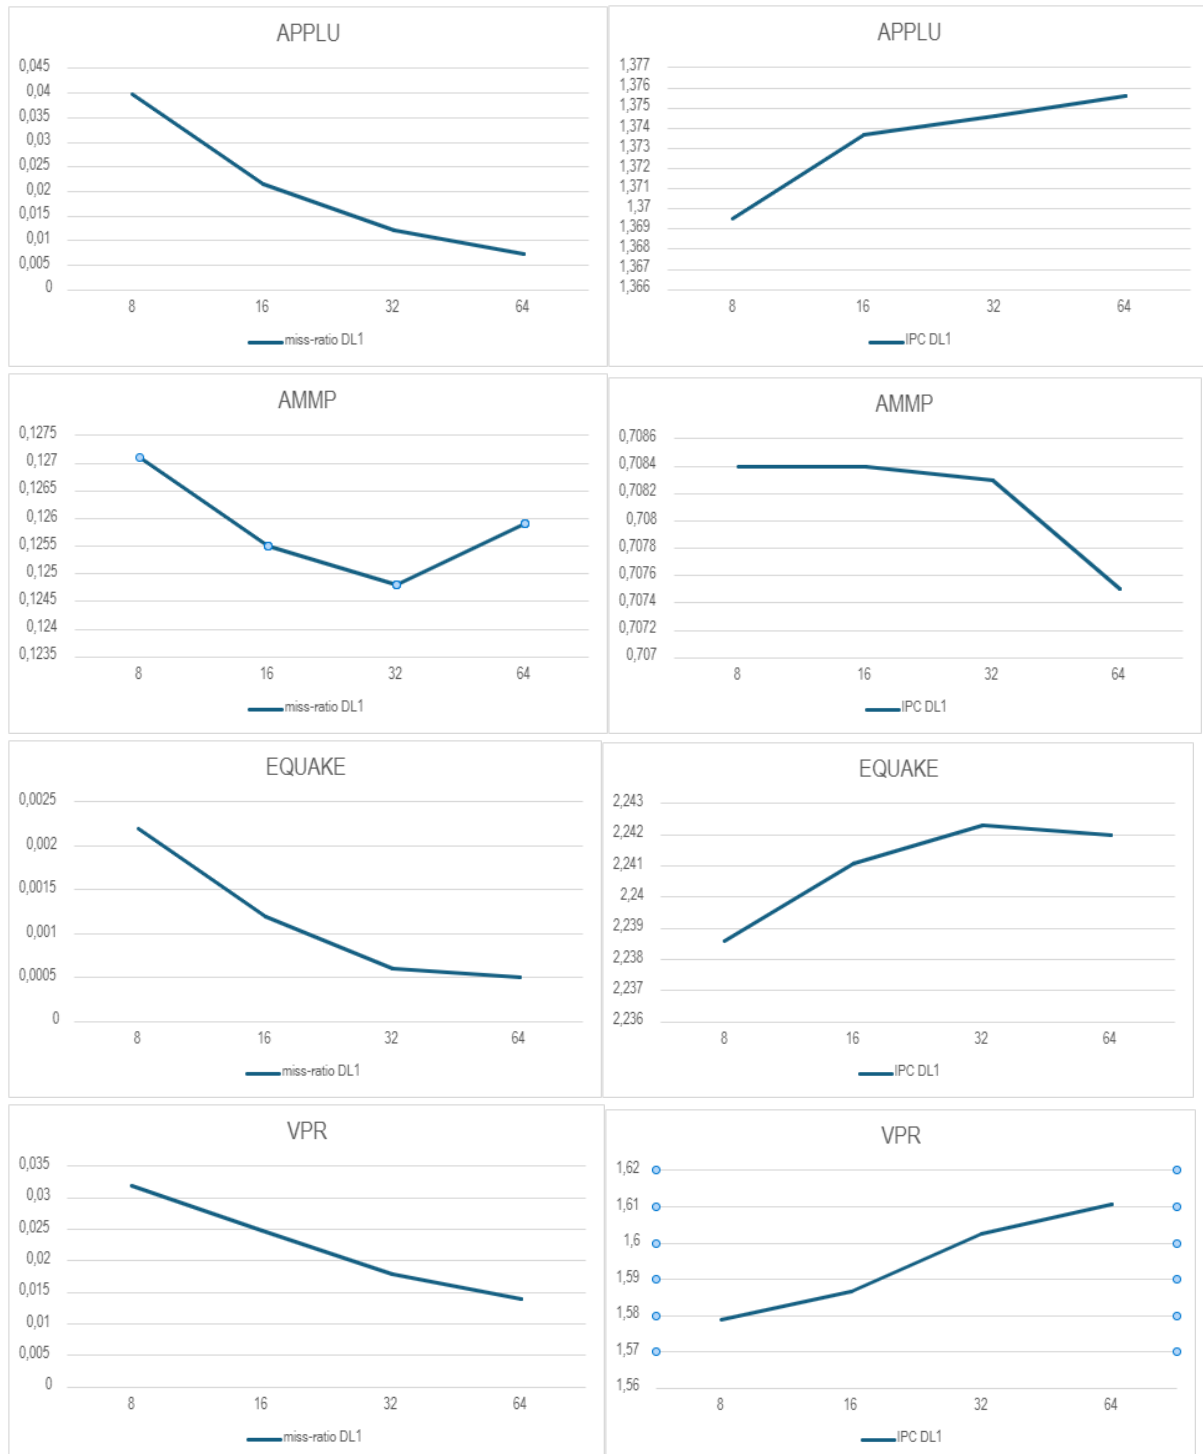 APPLU
0,045
0,04
0,035
0,03
0,025
0,02
0,015
0,01
0,005
0
8 16 32 64
miss-ratio DL1
APPLU
1,377
1,376
1,375
1,374
1,373
1,372
1,371
1,37
1,369
1,368
1,367
1,366
8 16 32 64
IPC DL1
AMMP
0,1275
0,127
0,1265
0,126
0,1255
0,125
0,1245
0,124
0,1235
8 16 32 64
miss-ratio DL1
AMMP
0,7086
0,7084
0,7082
0,708
0,7078
0,7076
0,7074
0,7072
0,707
8 16 32 64
IPC DL1
EQUAKE
0,0025
0,002
0,0015
0,001
0,0005
0
8 16 32 64
miss-ratio DL1
EQUAKE
2,243
2,242
2,241
2,24
2,239
2,238
2,237
2,236
8 16 32 64
IPC DL1
VPR
0,035
0,03
0,025
0,02
0,015
0,01
0,005
0
8 16 32 64
miss-ratio DL1
VPR
1,62
1,61
1,6
1,59
1,58
1,57
1,56
8 16 32 64
IPC DL1